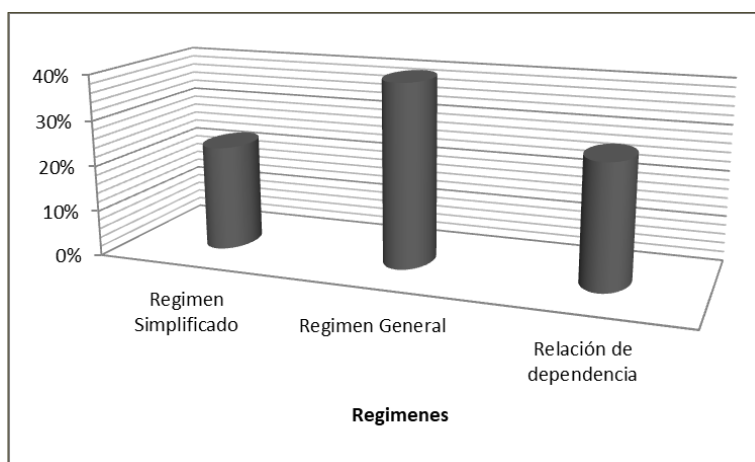 40%
30%
20%
10%
0%
Regimen
Simplificado
Regimen General
Relación de
dependencia
Regimenes